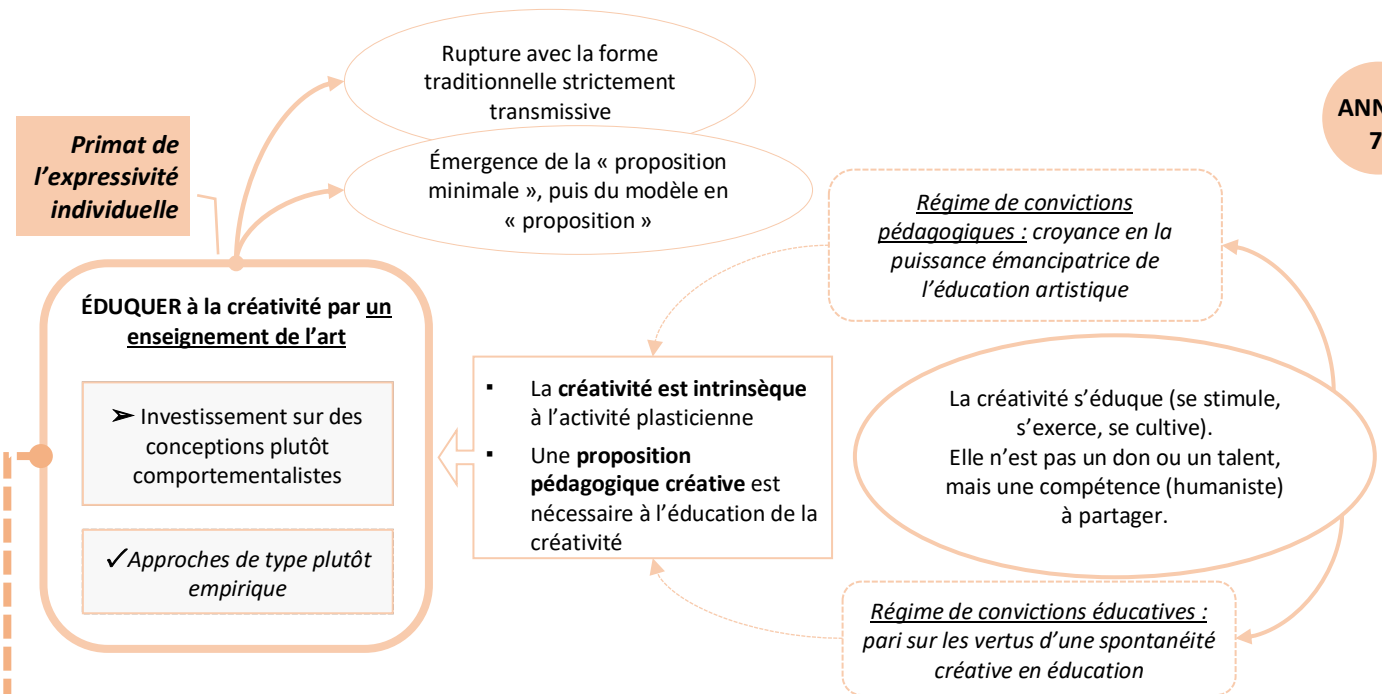 Rupture avec la forme
traditionnelle strictement
transmissive
ANN
7
Primat de
l’expressivité
individuelle
Émergence de la « proposition
minimale », puis du modèle en
« proposition »
Régime de convictions
pédagogiques : croyance en la
puissance émancipatrice de
l’éducation artistique
ÉDUQUER à la créativité par un
enseignement de l’art
➢ Investissement sur des
conceptions plutôt
comportementalistes
✓Approches de type plutôt
empirique
▪ La créativité est intrinsèque
à l’activité plasticienne
▪ Une proposition
pédagogique créative est
nécessaire à l’éducation de la
créativité
La créativité s’éduque (se stimule,
s’exerce, se cultive).
Elle n’est pas un don ou un talent,
mais une compétence (humaniste)
à partager.
Régime de convictions éducatives :
pari sur les vertus d’une spontanéité
créative en éducation